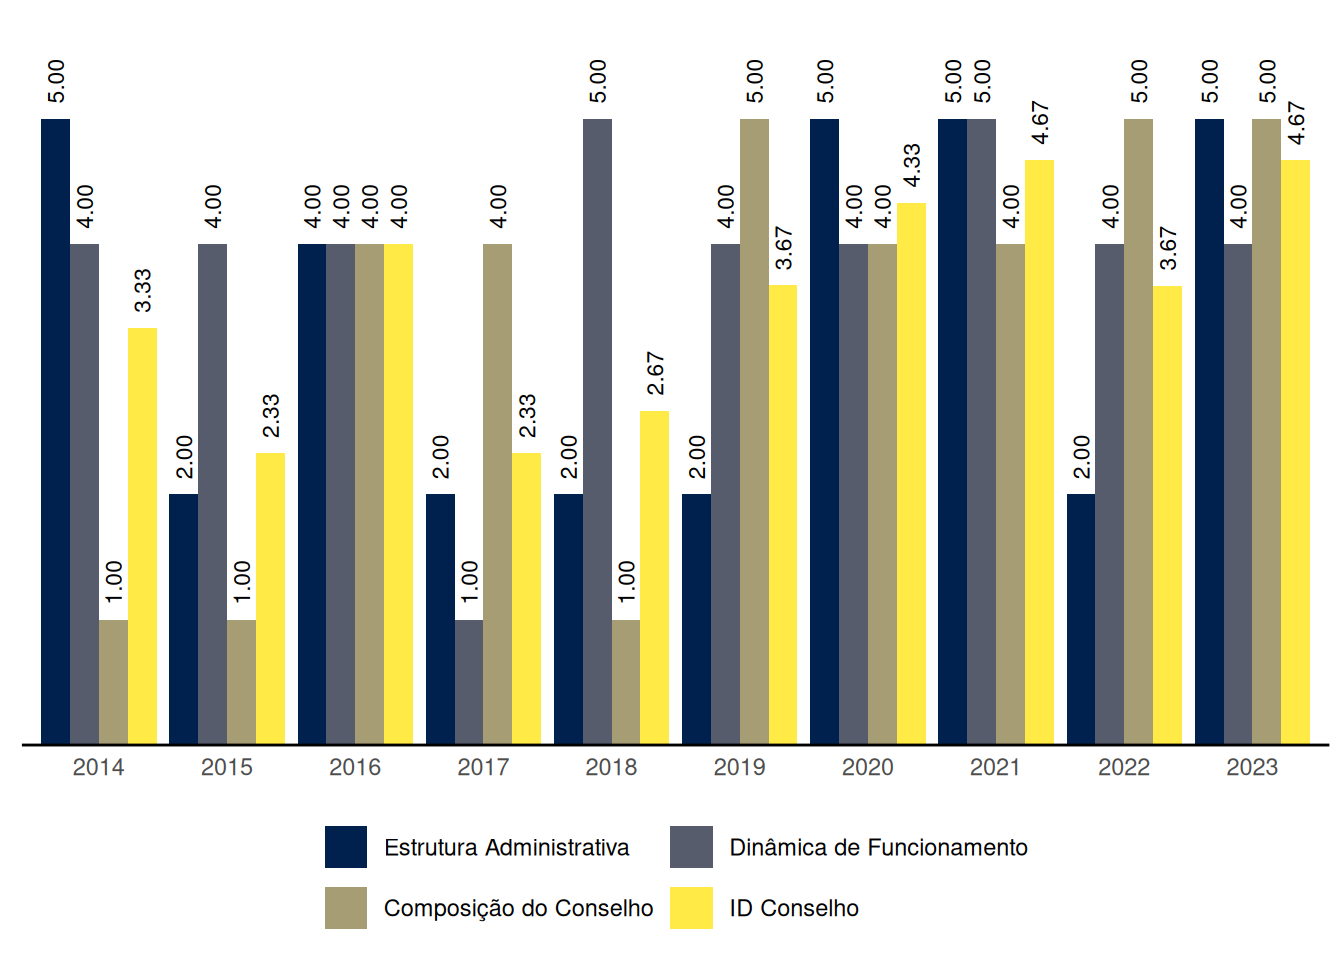 5.00 4.00 1.00 3.33 2.00 4.00 1.00 2.33 4.00 4.00 4.00 4.00 2.00 1.00 4.00 2.33 2.00 5.00 1.00 2.67 2.00 4.00 5.00 3.67 5.00 4.00 4.00 4.33 5.00 5.00 4.00 4.67 2.00 4.00 5.00 3.67 5.00 4.00 5.00 4.67
2014 2015 2016 2017 2018 2019 2020 2021 2022 2023
Estrutura Administrativa Dinâmica de Funcionamento
Composição do Conselho ID Conselho